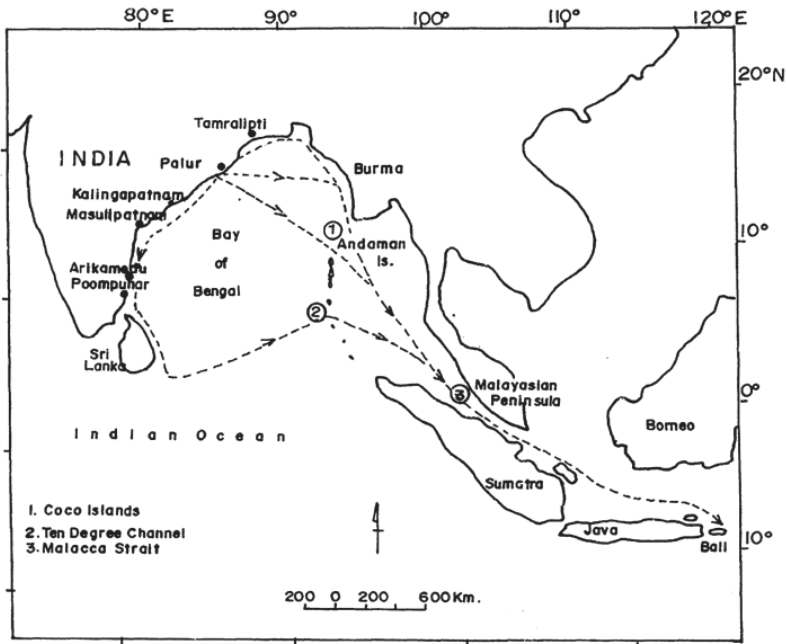 80°E 90° 100° 110° 120°E
20°N
Tamralipti
INDIA
Palur
Burma
Kalingapatnam
Masulipatnam
Bay
of
Bengal
1
Andaman
Is.
10°
Arikamedu
Poompuhar
2
Sri
Lanka
3
Malayasian
Peninsula
0°
Borneo
Indian Ocean
Sumatra
1. Coco Islands
2. Ten Degree Channel
3. Malacca Strait
Java
Bali
10°
200 0 200 600 Km.